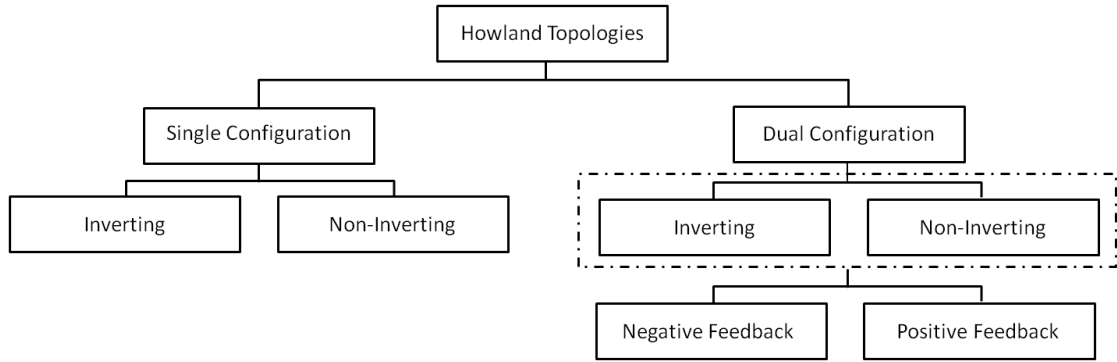 Howland Topologies
Single Configuration
Dual Configuration
Inverting
Non-Inverting
Inverting
Non-Inverting
Negative Feedback
Positive Feedback